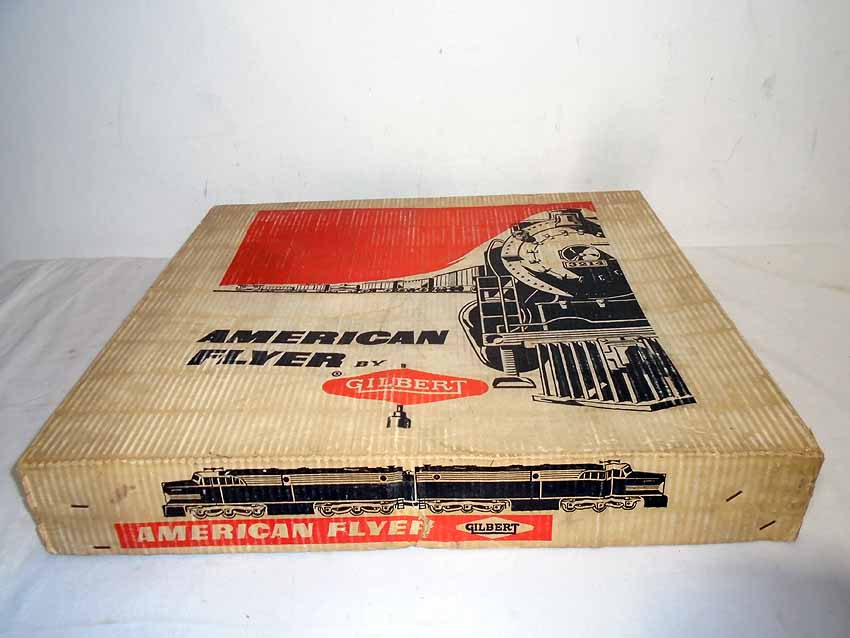 AMERICAN
FLYER BY
® GILBERT
AMERICAN FLYER GILBERT